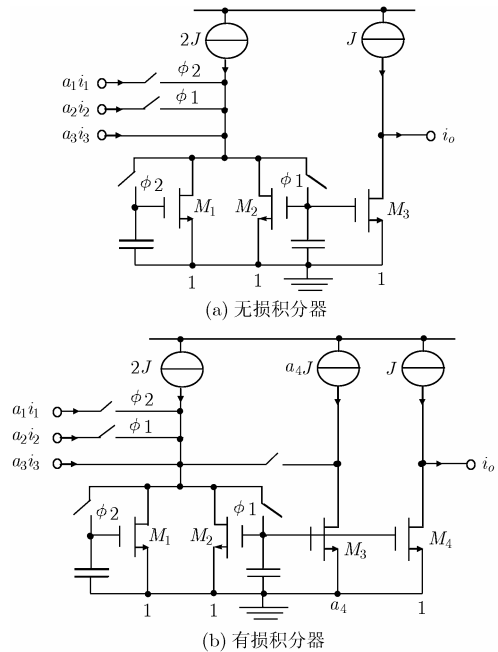 2J
J
a₁i₁
ϕ2
a₂i₂
ϕ1
a₃i₃
iₒ
ϕ2
M₁
M₂
ϕ1
M₃
1
1
1
(a) 无损积分器
2J
a₄J
J
a₁i₁
ϕ2
a₂i₂
ϕ1
a₃i₃
iₒ
ϕ2
M₁
M₂
ϕ1
M₃
M₄
1
1
a₄
1
(b) 有损积分器